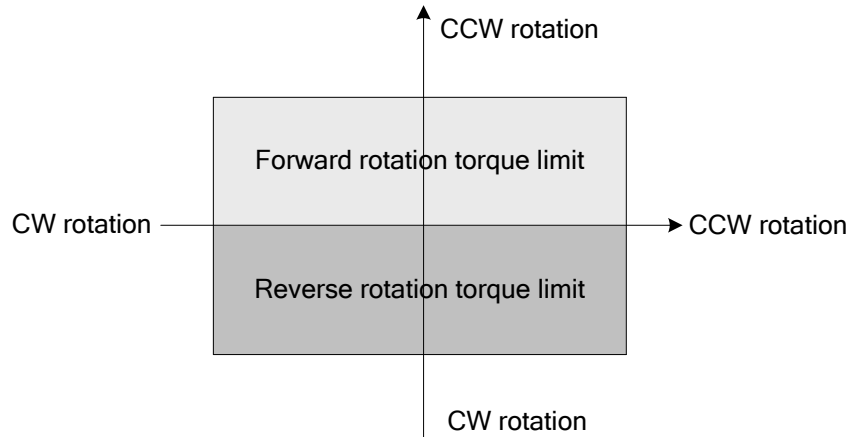 CCW rotation
Forward rotation torque limit
CW rotation
CCW rotation
Reverse rotation torque limit
CW rotation